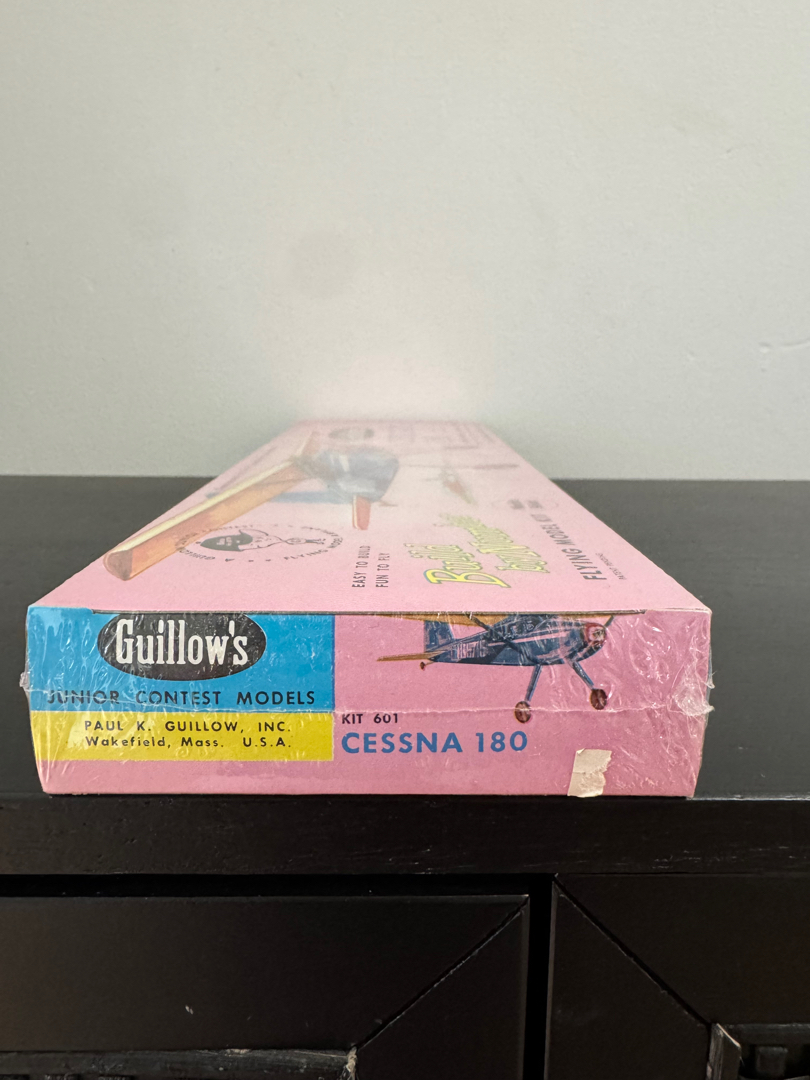 EASY TO BUILD
FUN TO FLY
Build
FLYING MODEL KIT
Guillow's
JUNIOR CONTEST MODELS
PAUL K. GUILLOW, INC.
Wakefield, Mass. U.S.A.
KIT 601
CESSNA 180